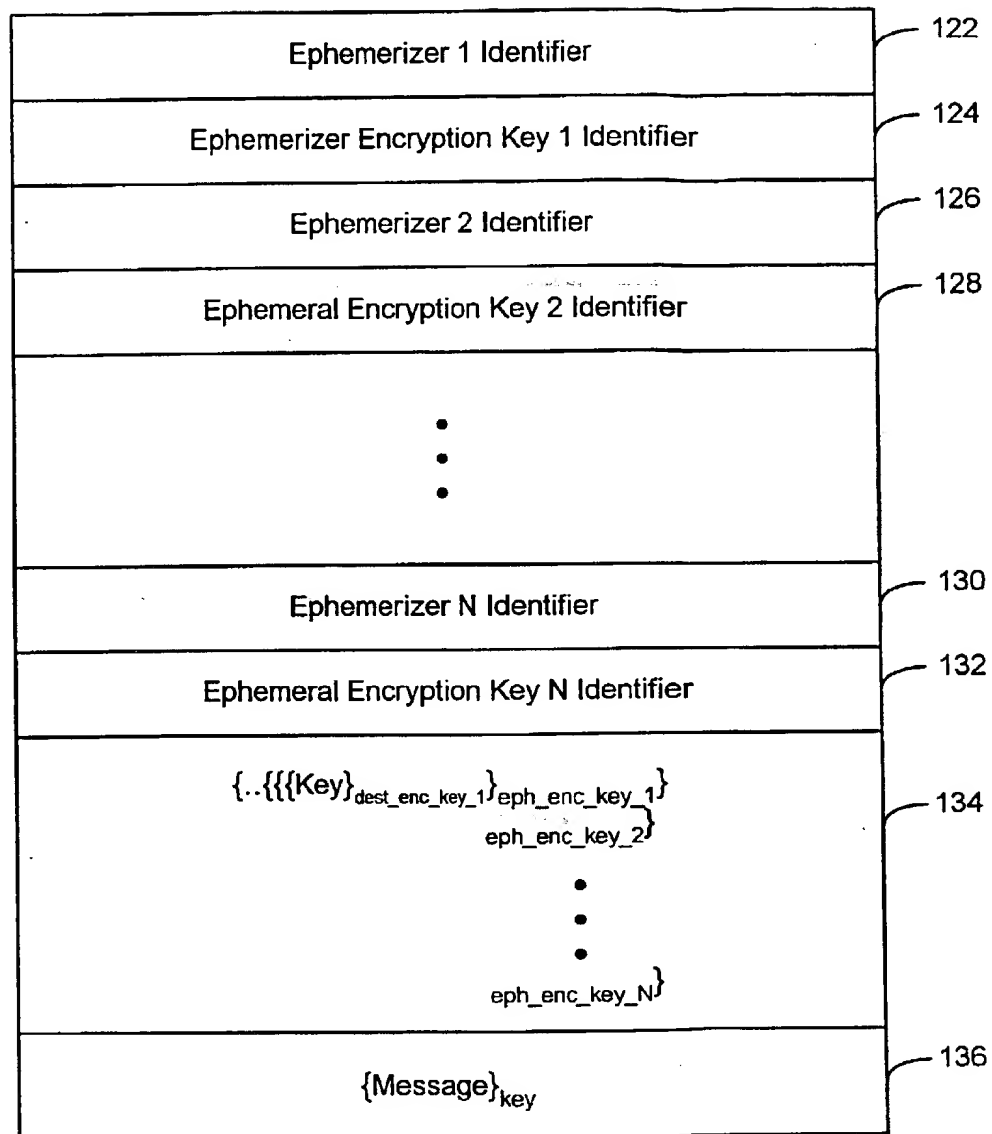 Ephemerizer 1 Identifier 122
Ephemerizer Encryption Key 1 Identifier 124
Ephemerizer 2 Identifier 126
Ephemeral Encryption Key 2 Identifier 128
Ephemerizer N Identifier 130
Ephemeral Encryption Key N Identifier 132
{..{{{Key}dest_enc_key_1}eph_enc_key_1}
eph_enc_key_2} 134
eph_enc_key_N}
{Message}key 136